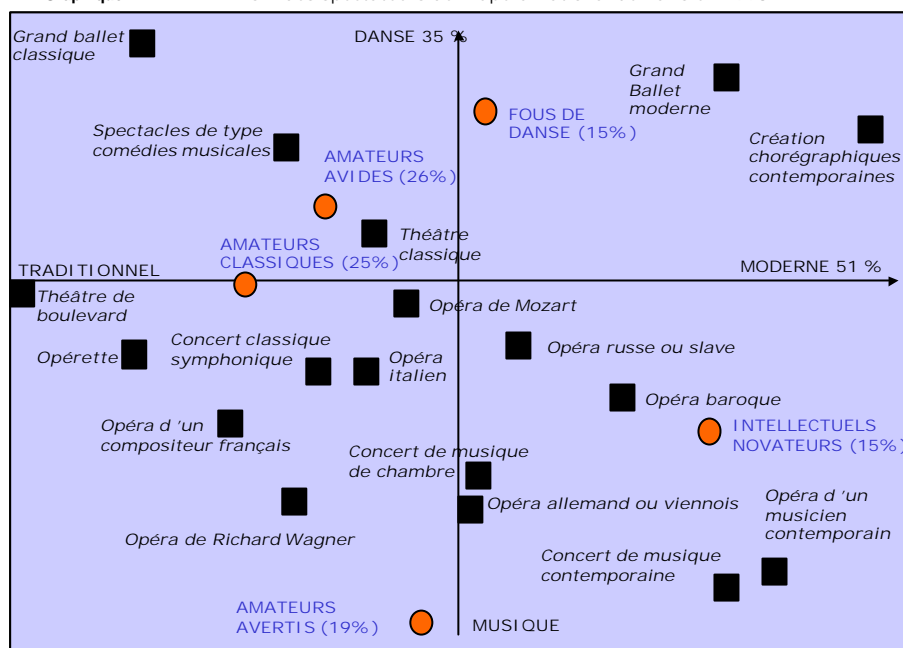 Grand ballet
classique
DANSE 35 %
Grand
Ballet
moderne
FOUS DE
DANSE (15%)
Spectacles de type
comédies musicales
Création
chorégraphiques
contemporaines
AMATEURS
AVIDES (26%)
Théâtre
classique
AMATEURS
CLASSIQUES (25%)
TRADITIONNEL
MODERNE 51 %
Théâtre de
boulevard
Opéra de Mozart
Opérette
Concert classique
symphonique
Opéra
italien
Opéra russe ou slave
Opéra baroque
Opéra d 'un
compositeur français
INTELLECTUELS
NOVATEURS (15%)
Concert de musique
de chambre
Opéra allemand ou viennois
Opéra d 'un
musicien
contemporain
Opéra de Richard Wagner
Concert de musique
contemporaine
AMATEURS
AVERTIS (19%)
MUSIQUE